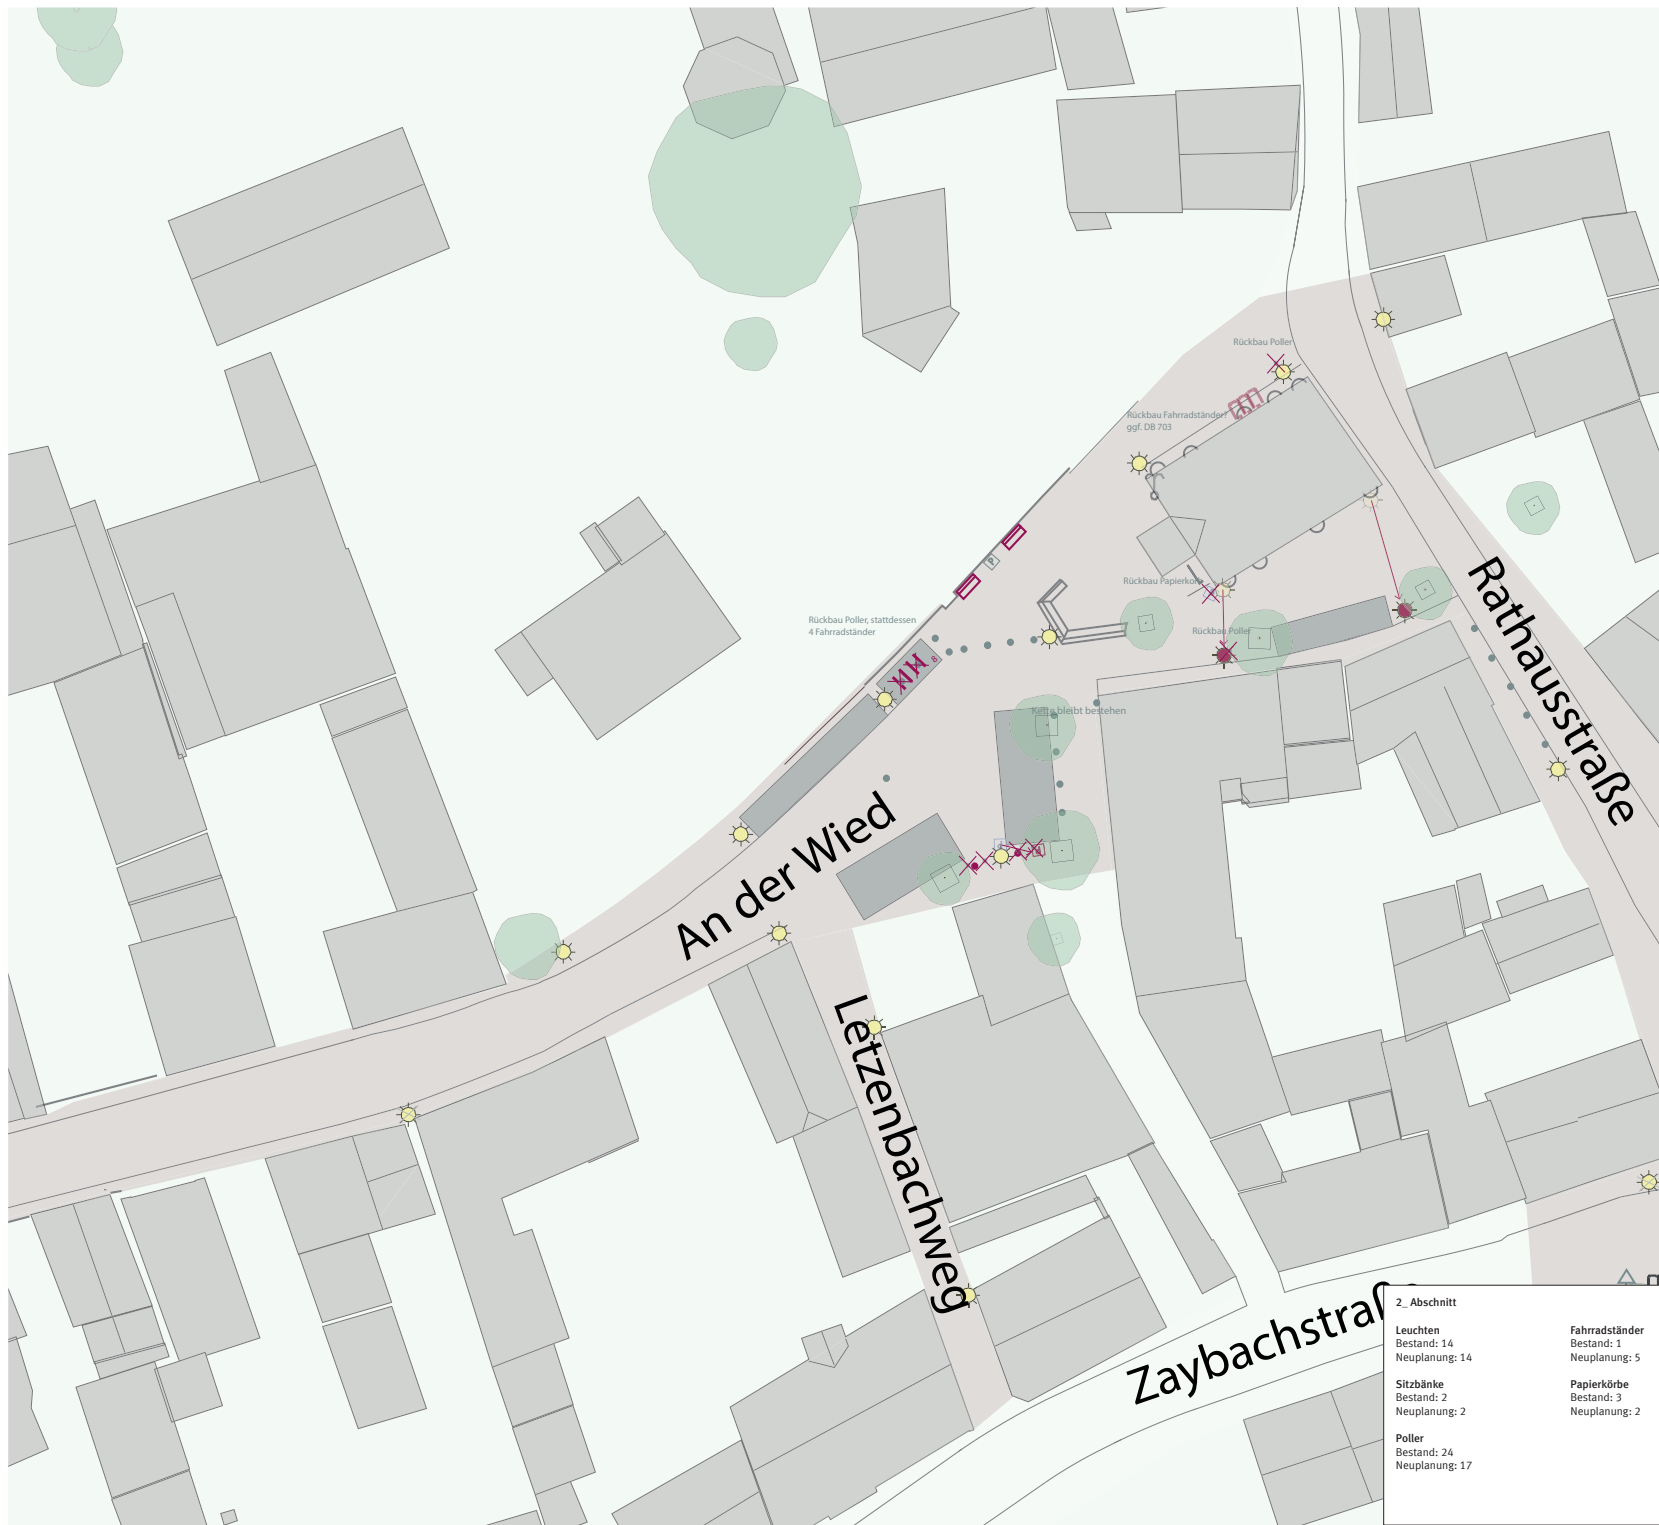 Rückbau Poller
Rückbau Fahrradständer?
ggf. DB 703
P
Rückbau Papierkorb
Rückbau Poller, stattdessen
4 Fahrradständer
Rückbau Poller
8
Kette bleibt bestehen
Rathausstraße
An der Wied
Letzenbachweg
Zaybachstraße
2_ Abschnitt
Leuchten
Bestand: 14
Neuplanung: 14
Sitzbänke
Bestand: 2
Neuplanung: 2
Poller
Bestand: 24
Neuplanung: 17
Fahrradständer
Bestand: 1
Neuplanung: 5
Papierkörbe
Bestand: 3
Neuplanung: 2